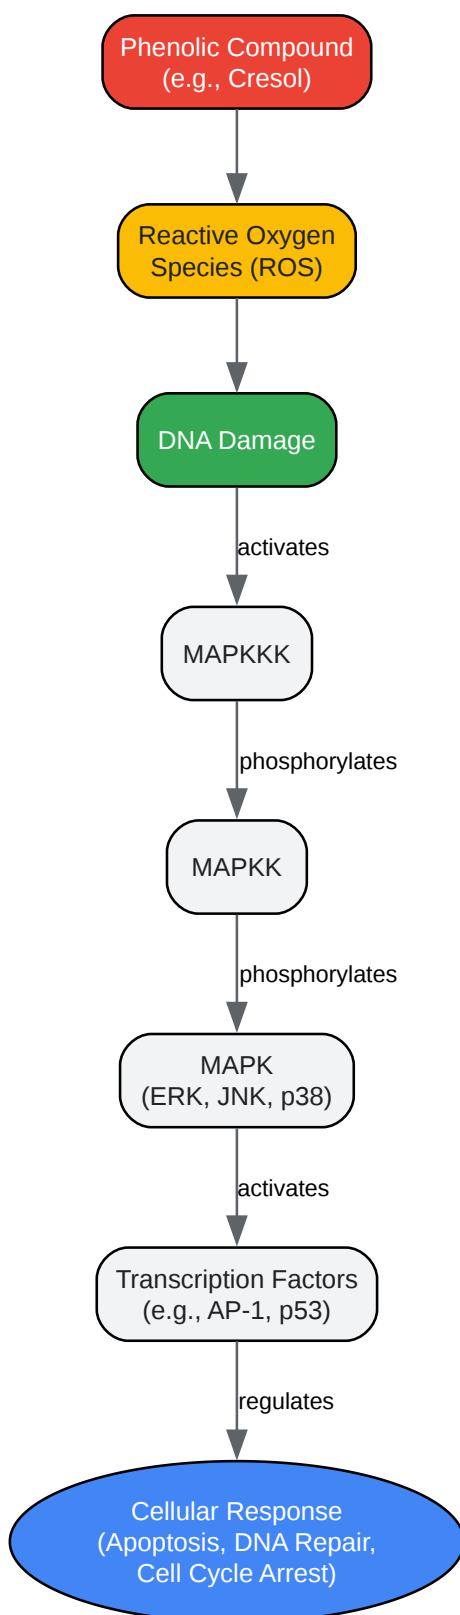 Phenolic Compound
(e.g., Cresol)
Reactive Oxygen
Species (ROS)
DNA Damage
activates
MAPKKK
phosphorylates
MAPKK
phosphorylates
MAPK
(ERK, JNK, p38)
activates
Transcription Factors
(e.g., AP-1, p53)
regulates
Cellular Response
(Apoptosis, DNA Repair,
Cell Cycle Arrest)